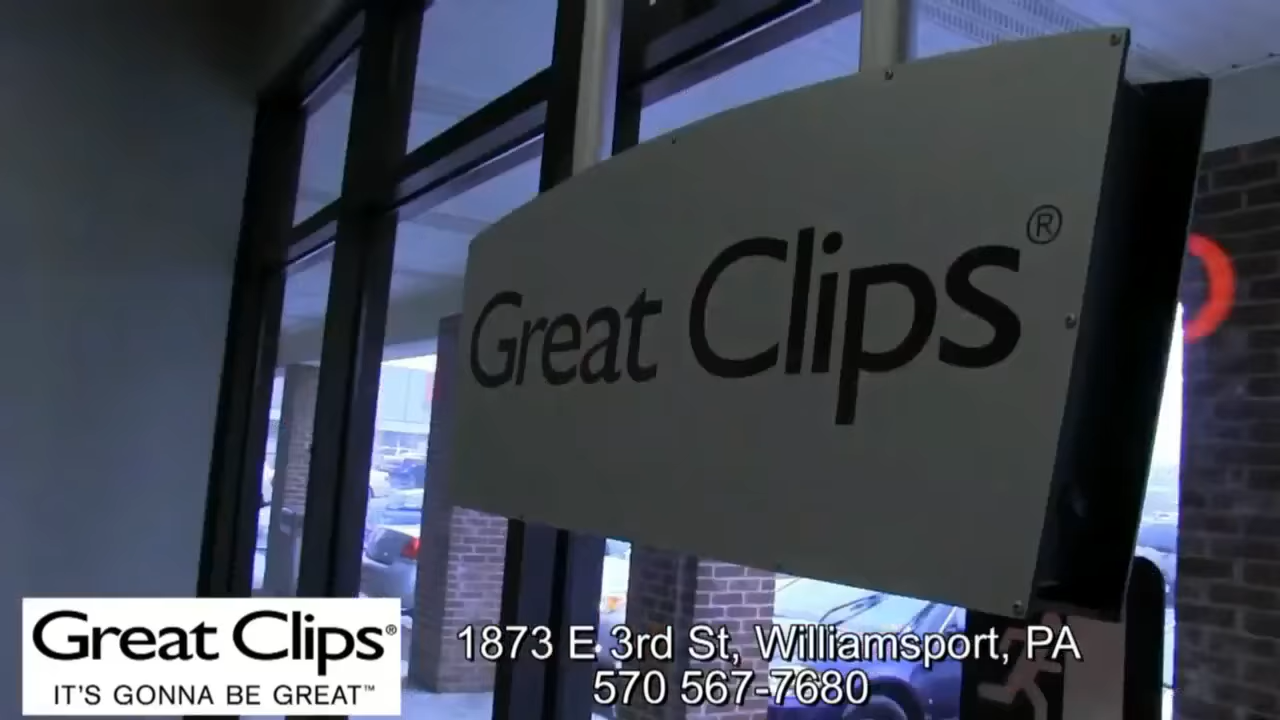 Great Clips®
Great Clips®
IT'S GONNA BE GREAT™
1873 E 3rd St, Williamsport, PA
570 567-7680